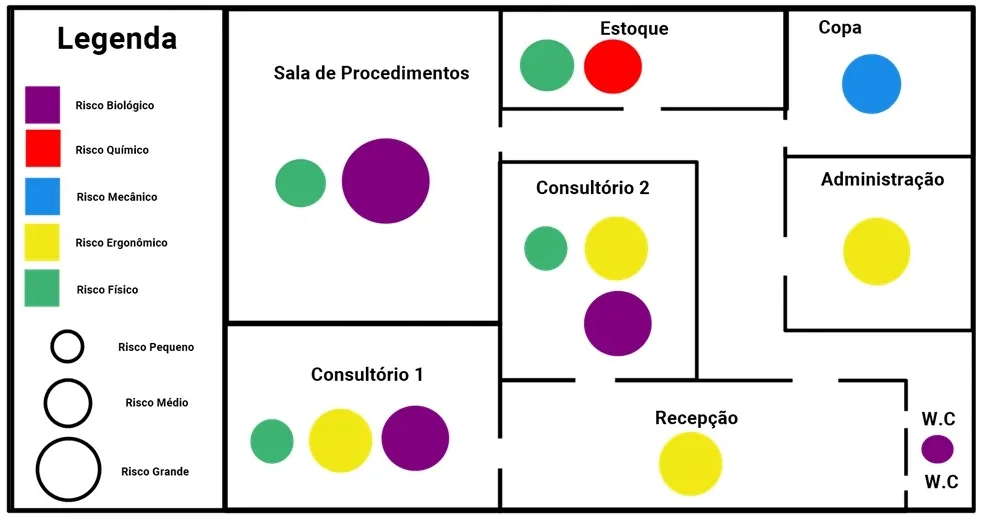 Legenda
Risco Biológico
Risco Químico
Risco Mecânico
Risco Ergonômico
Risco Físico
Risco Pequeno
Risco Médio
Risco Grande
Sala de Procedimentos
Estoque
Copa
Consultório 2
Administração
Consultório 1
Recepção
W.C
W.C